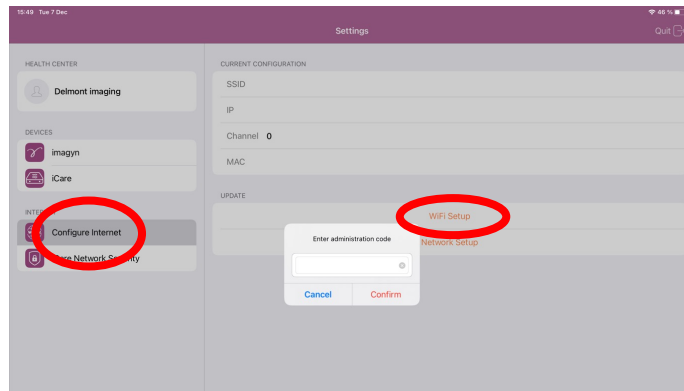 15:49 Tue 7 Dec
46 %
Settings
Quit
HEALTH CENTER
Delmont imaging
DEVICES
imagyn
iCare
Configure Internet
Network Security
CURRENT CONFIGURATION
SSID
IP
Channel 0
MAC
UPDATE
WiFi Setup
Network Setup
Enter administration code
Cancel
Confirm